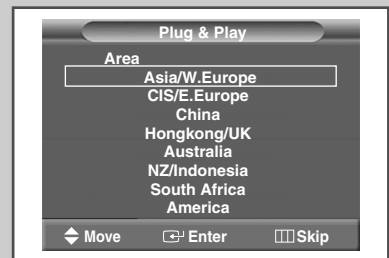 Plug & Play
Area
Asia/W.Europe
CIS/E.Europe
China
Hongkong/UK
Australia
NZ/Indonesia
South Africa
America
Move Enter Skip